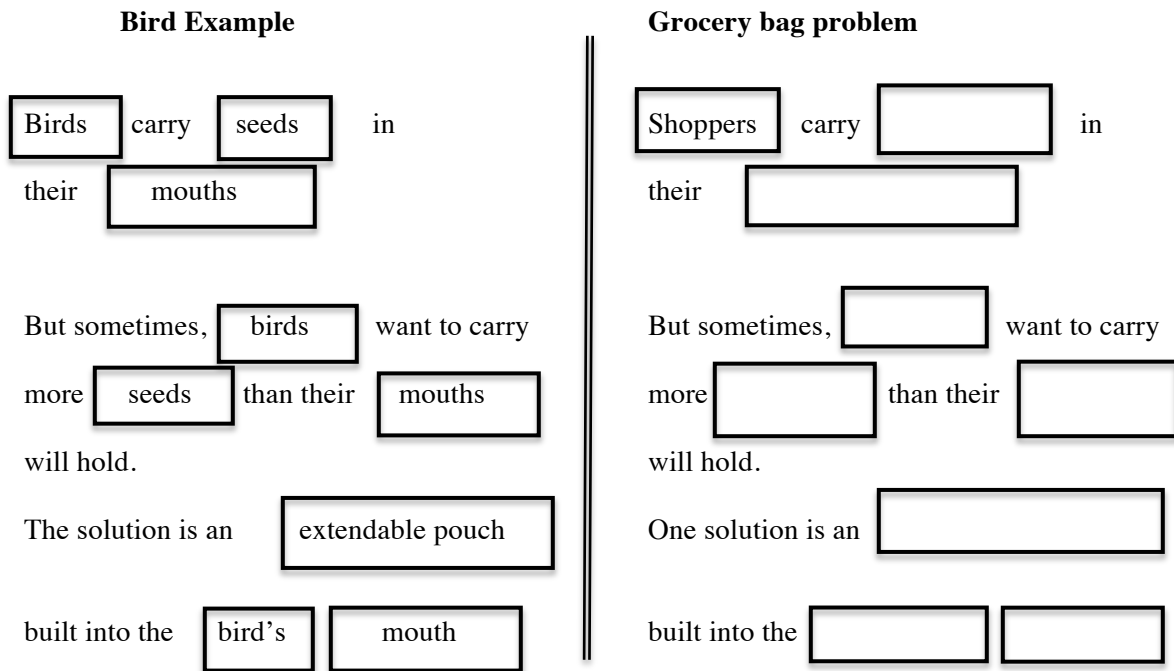 Bird Example
Birds carry seeds in
their mouths
But sometimes, birds want to carry
more seeds than their mouths
will hold.
The solution is an extendable pouch
built into the bird's mouth
Grocery bag problem
Shoppers carry in
their
But sometimes, want to carry
more than their
will hold.
One solution is an
built into the